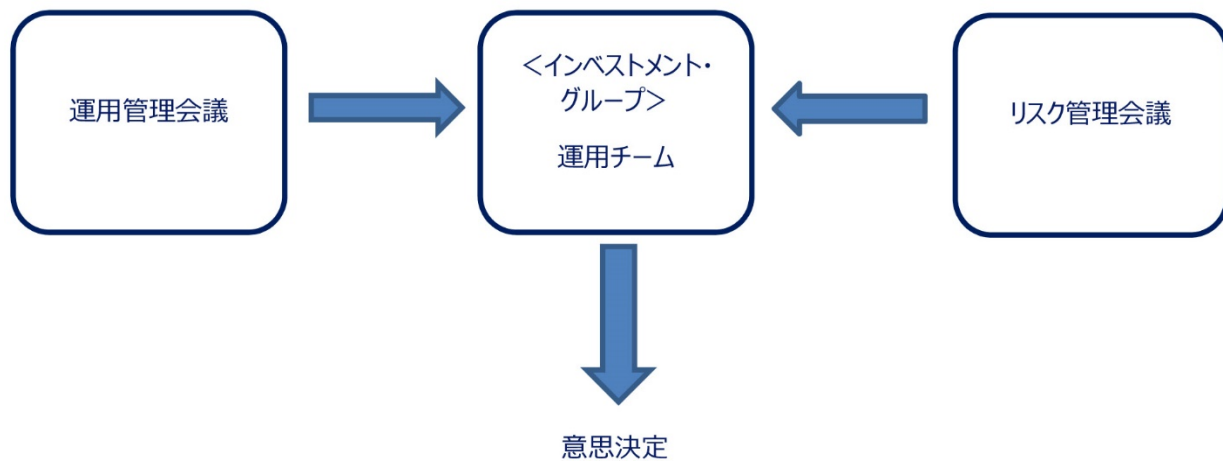 運用管理会議
＜インベストメント・
グループ＞
運用チーム
リスク管理会議
意思決定